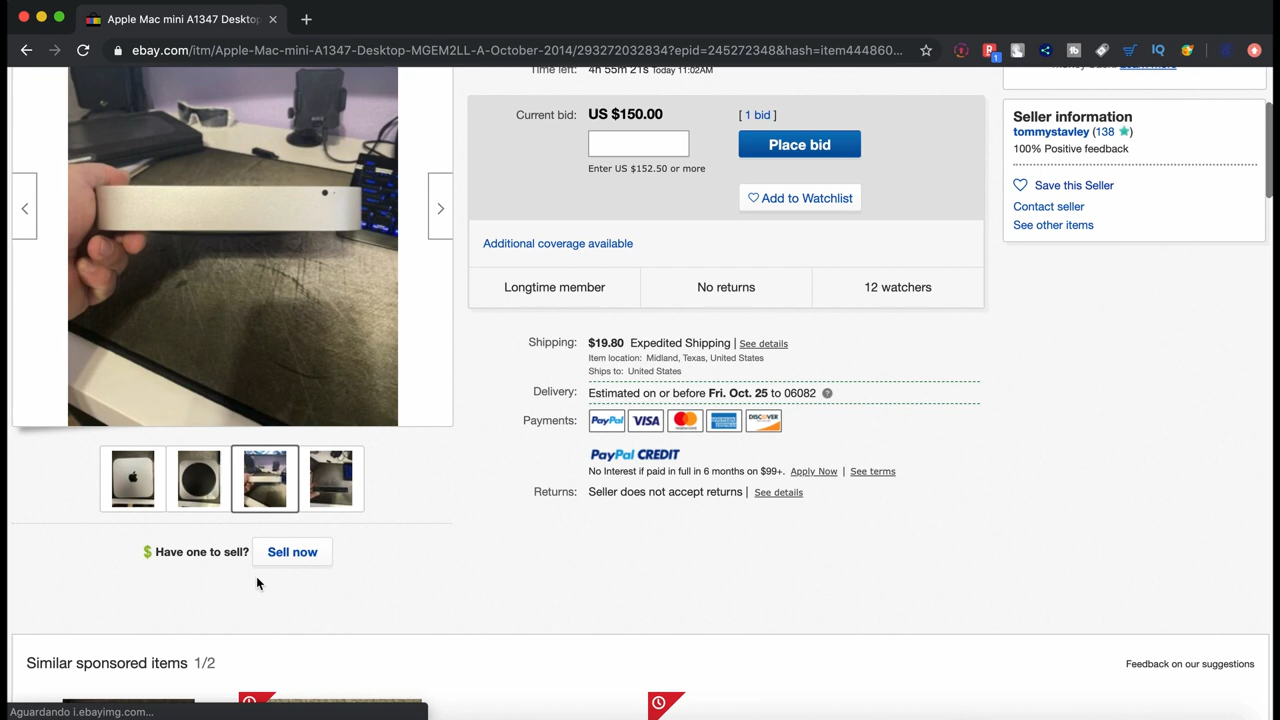 Apple Mac mini A1347 Deskto
ebay.com/itm/Apple-Mac-mini-A1347-Desktop-MGEM2LL-A-October-2014/293272032834?epid=245272348&hash=item444860...
Time left: 4h 55m 21s Today 11:02AM
Current bid: US $150.00 [ 1 bid ]
Place bid
Enter US $152.50 or more
Add to Watchlist
Additional coverage available
Longtime member No returns 12 watchers
Shipping: $19.80 Expedited Shipping | See details
Item location: Midland, Texas, United States
Ships to: United States
Delivery: Estimated on or before Fri. Oct. 25 to 06082
Payments: PayPal VISA MasterCard AMERICAN EXPRESS DISCOVER
PayPal CREDIT
No Interest if paid in full in 6 months on $99+. Apply Now | See terms
Returns: Seller does not accept returns | See details
Seller information
tommystavley (138 )
100% Positive feedback
Save this Seller
Contact seller
See other items
Have one to sell? Sell now
Similar sponsored items 1/2
Feedback on our suggestions
Aguardando i.ebayimg.com...